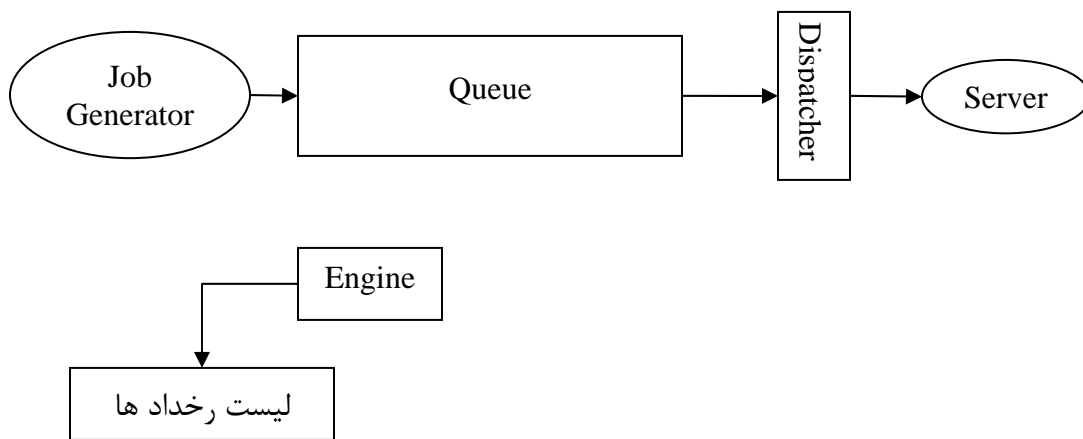 Job
Generator
Queue
Dispatcher
Server
Engine
لیست رخداد ها